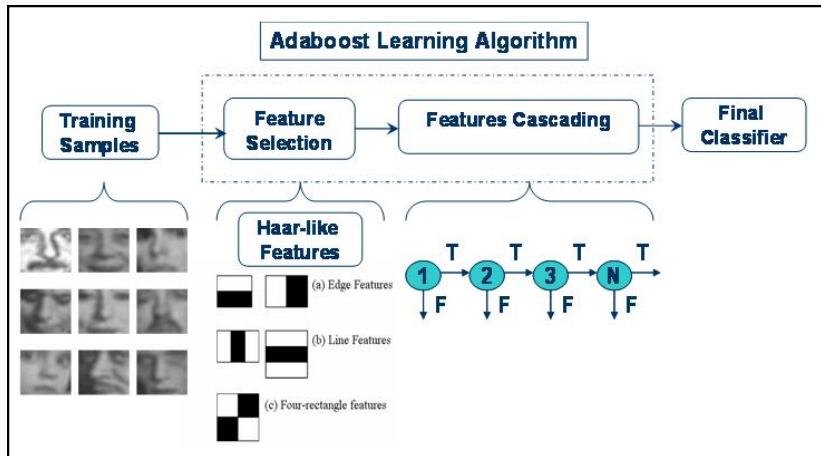 Adaboost Learning Algorithm
Training
Samples
Feature
Selection
Features Cascading
Final
Classifier
Haar-like
Features
(a) Edge Features
(b) Line Features
(c) Four-rectangle features
1 T 2 T 3 T N T
F F F F